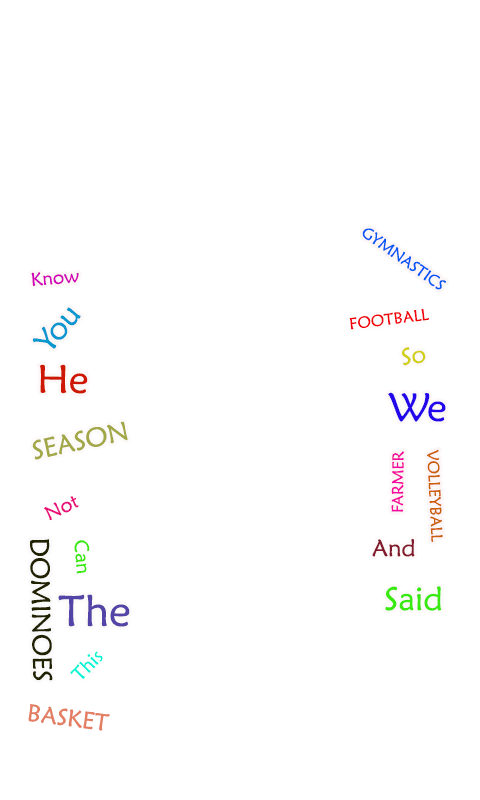 Know
You
He
SEASON
Not
Can
DOMINOES
The
This
BASKET
GYMNASTICS
FOOTBALL
So
We
FARMER
VOLLEYBALL
And
Said